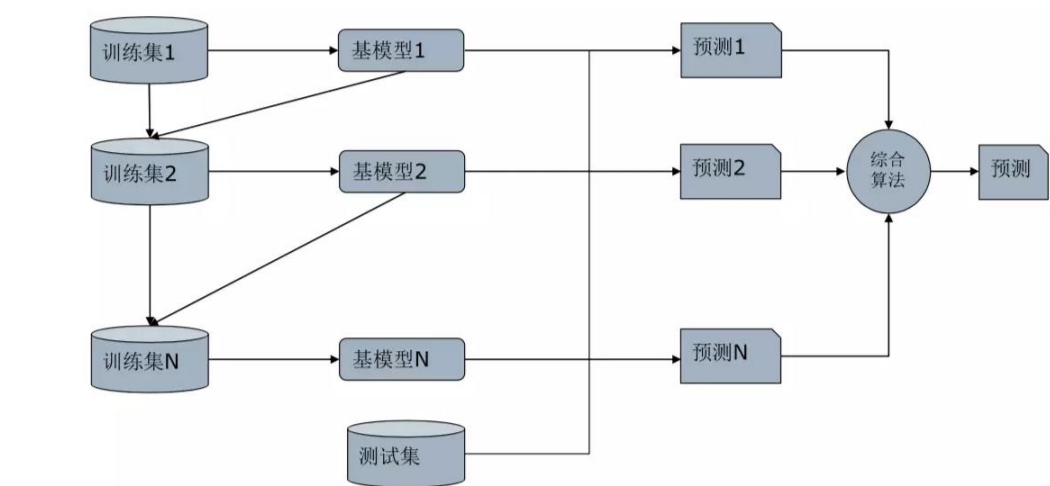 训练集1
基模型1
预测1
训练集2
基模型2
预测2
综合
算法
预测
训练集N
基模型N
预测N
测试集